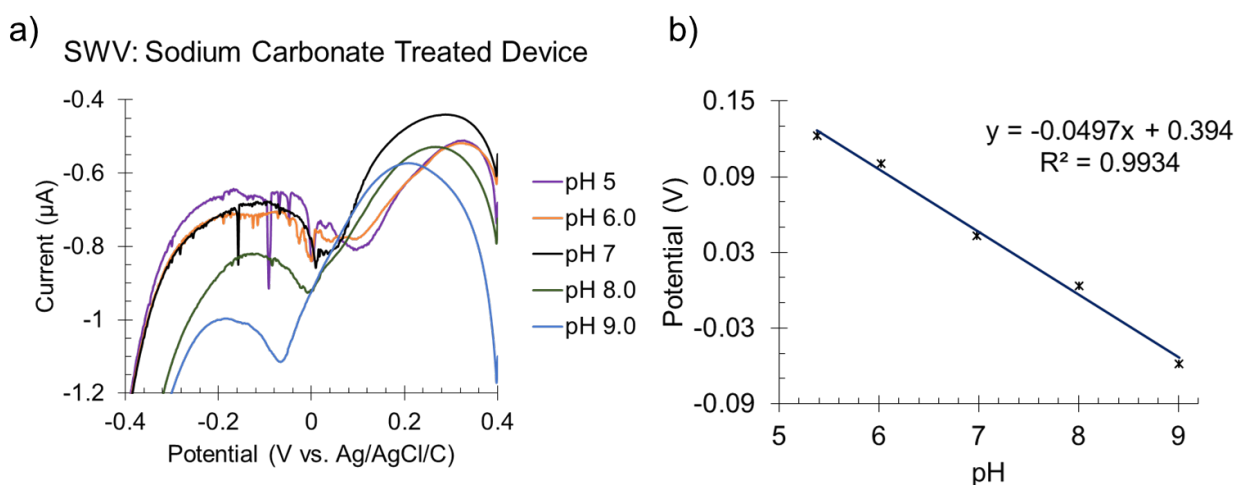 a)
SWV: Sodium Carbonate Treated Device
-0.4
-0.6
-0.8
-1
-1.2
Current (µA)
-0.4
-0.2
0
0.2
0.4
Potential (V vs. Ag/AgCl/C)
pH 5
pH 6.0
pH 7
pH 8.0
pH 9.0
b)
0.15
0.09
0.03
-0.03
-0.09
Potential (V)
y = -0.0497x + 0.394
R² = 0.9934
5
6
7
8
9
pH